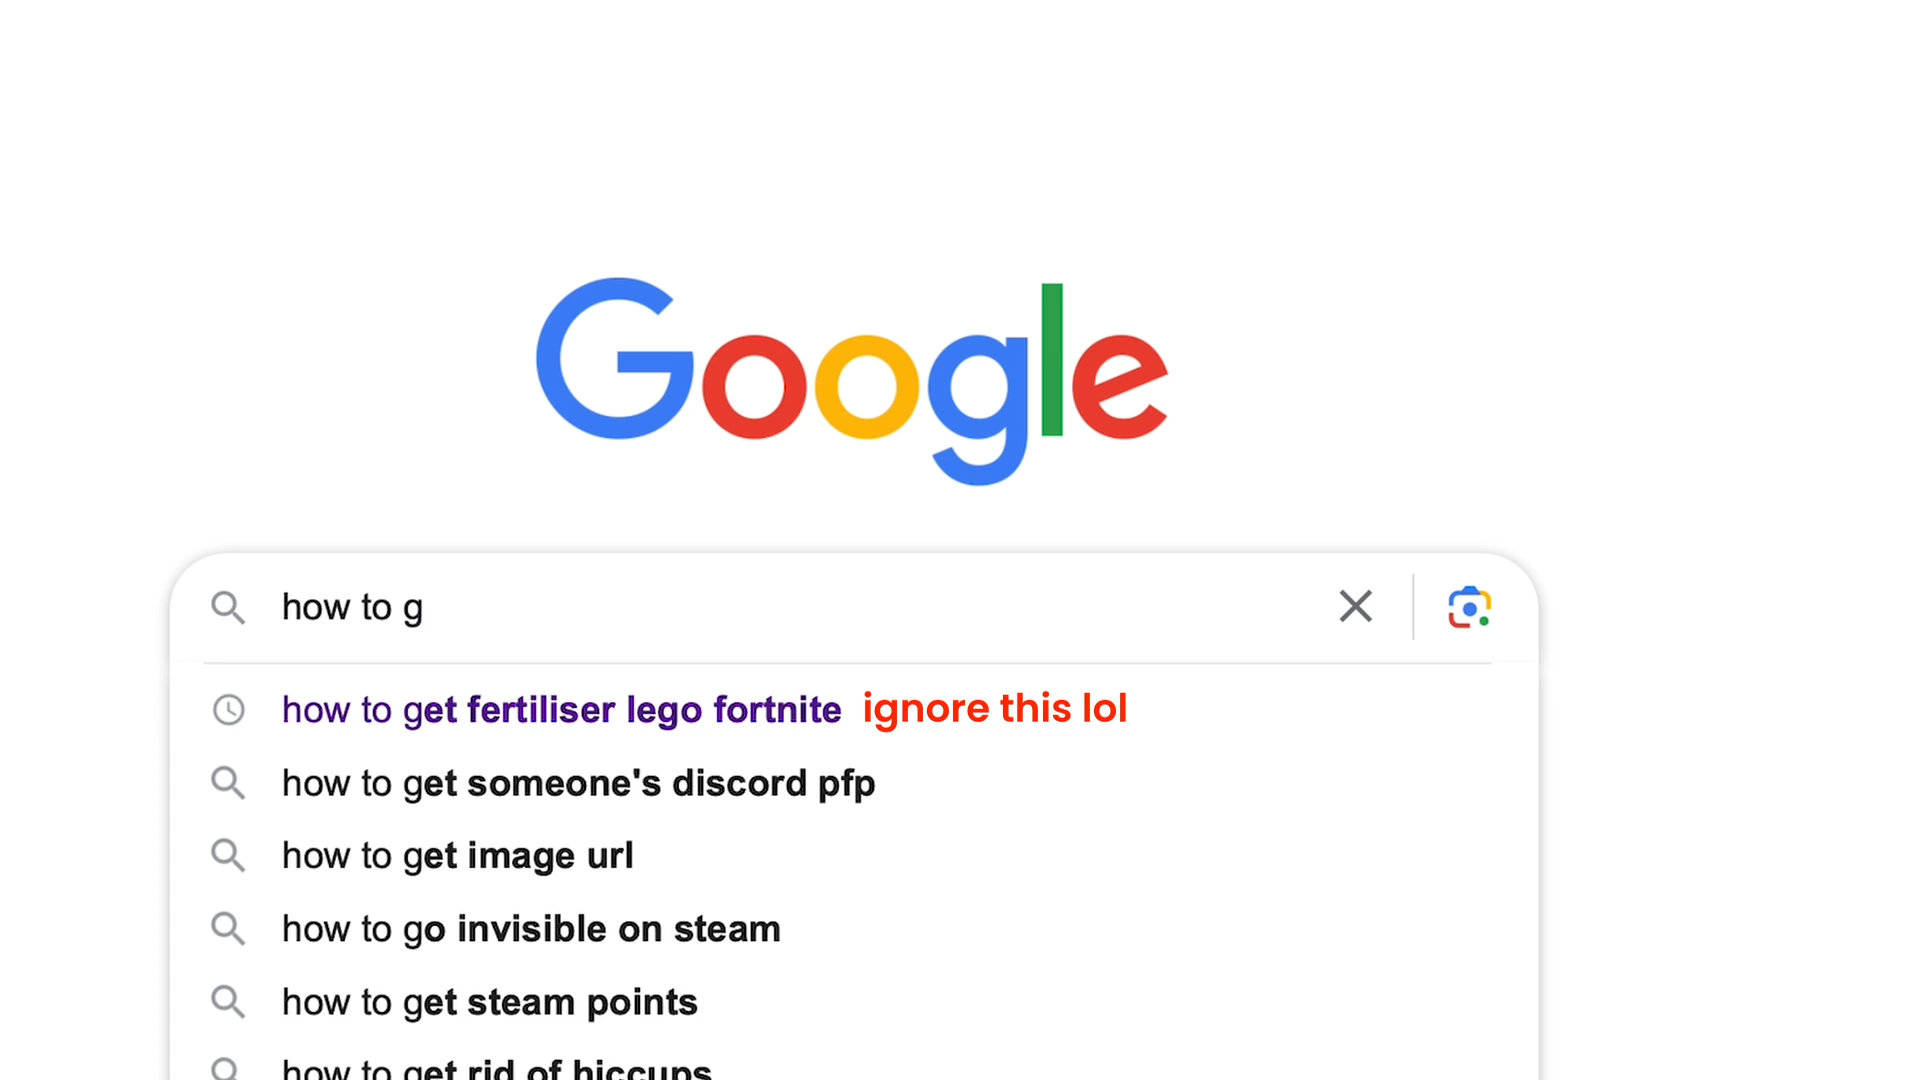 Google
how to g
how to get fertiliser lego fortnite ignore this lol
how to get someone's discord pfp
how to get image url
how to go invisible on steam
how to get steam points
how to get rid of hiccups